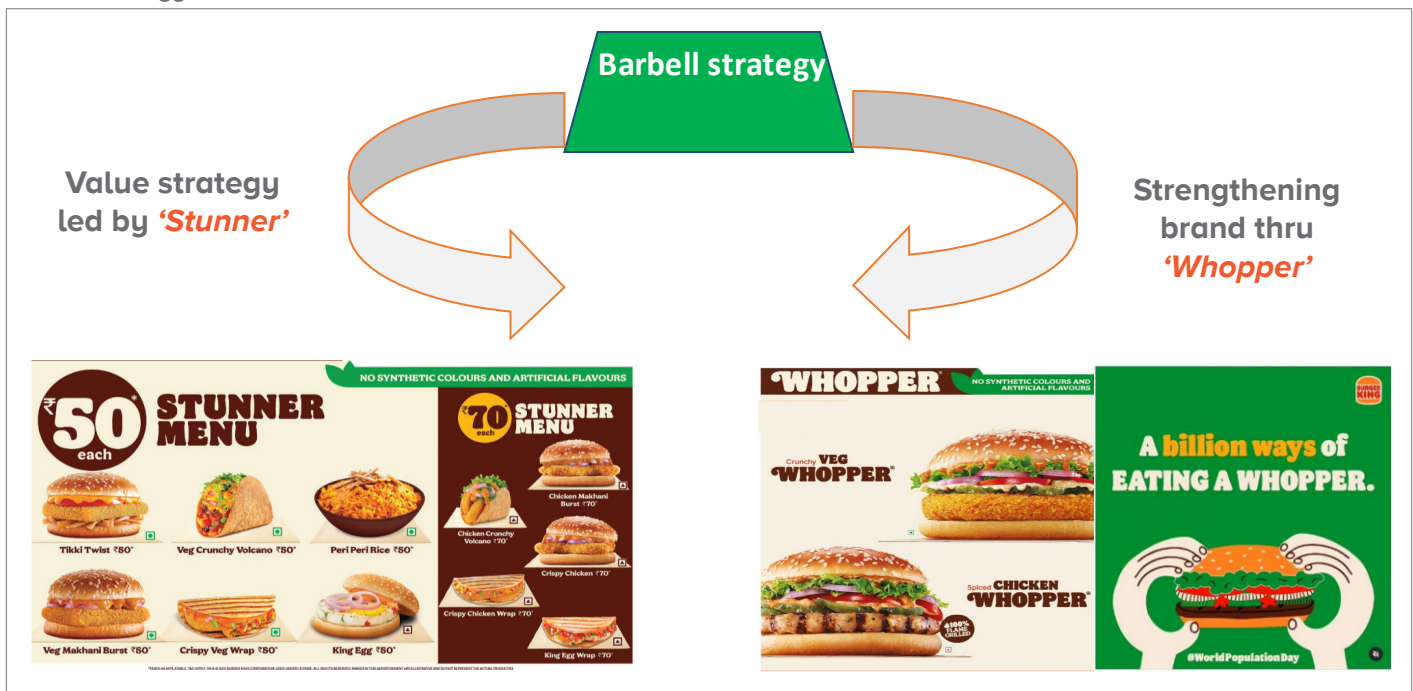 Barbell strategy
Value strategy
led by ‘Stunner’
Strengthening
brand thru
‘Whopper’
NO SYNTHETIC COLOURS AND ARTIFICIAL FLAVOURS
₹50*
each
STUNNER
MENU
Tikki Twist ₹50*
Veg Crunchy Volcano ₹50*
Peri Peri Rice ₹50*
Veg Makhani Burst ₹50*
Crispy Veg Wrap ₹50*
King Egg ₹50*
₹70*
each
STUNNER
MENU
Chicken Makhani
Burst ₹70*
Chicken Crunchy
Volcano ₹70*
Crispy Chicken ₹70*
Crispy Chicken Wrap ₹70*
King Egg Wrap ₹70*
WHOPPER®
NO SYNTHETIC COLOURS AND
ARTIFICIAL FLAVOURS
Crunchy VEG
WHOPPER®
Spiced CHICKEN
WHOPPER®
100%
FLAME
GRILLED
BURGER
KING
A billion ways of
EATING A WHOPPER.
#WorldPopulationDay